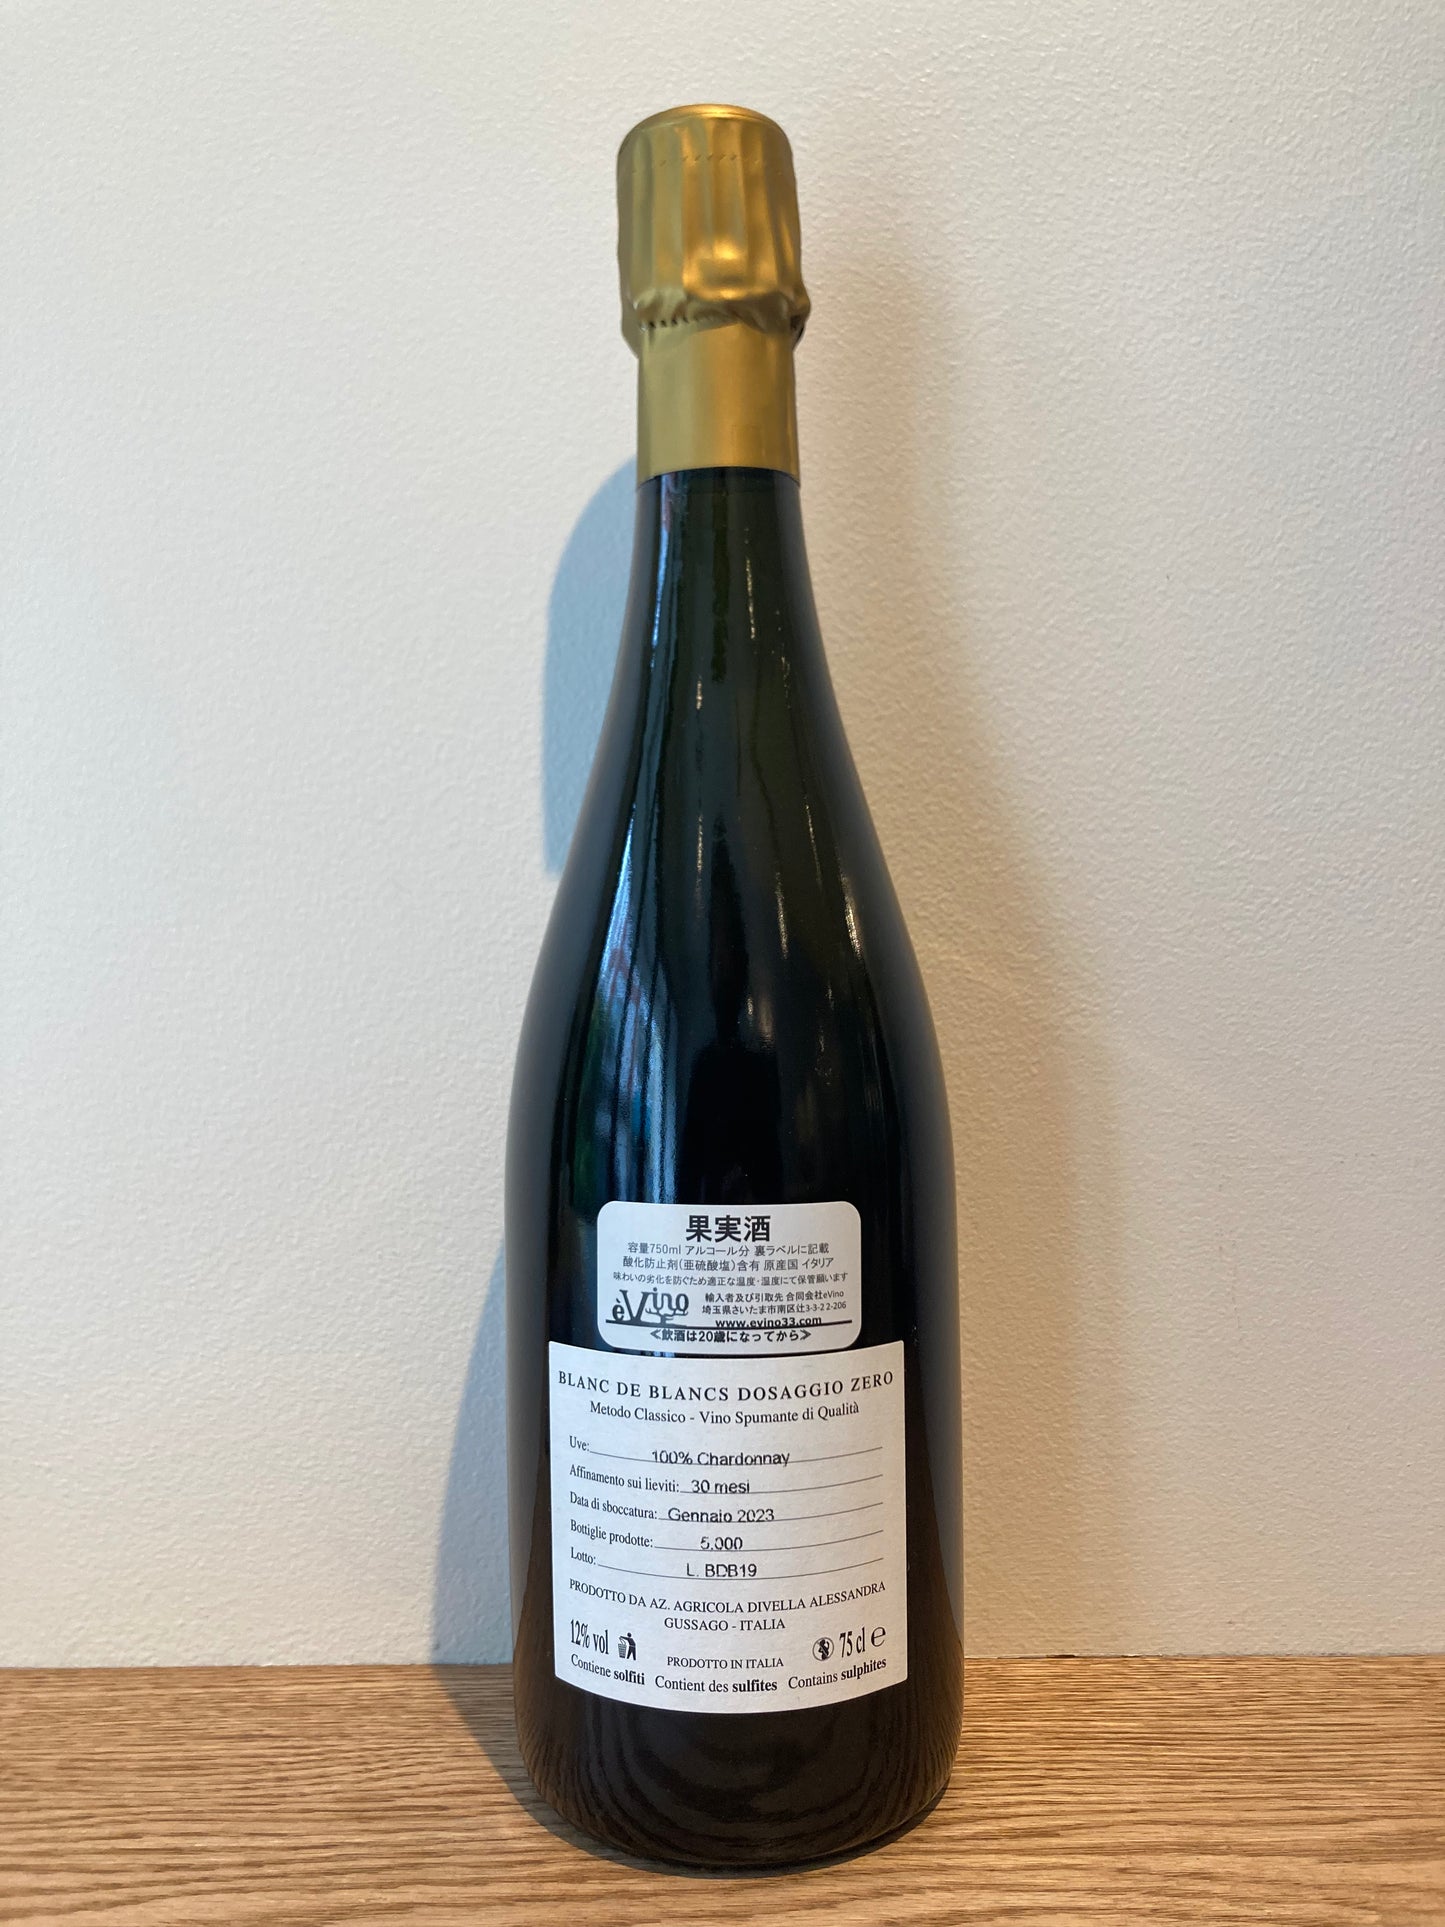 果実酒
容量750ml アルコール分 裏ラベルに記載
酸化防止剤(亜硫酸塩)含有 原産国 イタリア
味わいの劣化を防ぐため適正な温度・湿度にて保管願います
èVino
輸入者及び引取先 合同会社eVino
埼玉県さいたま市南区辻3-3-22-206
www.evino33.com
≪飲酒は20歳になってから≫
BLANC DE BLANCS DOSAGGIO ZERO
Metodo Classico - Vino Spumante di Qualità
Uve: 100% Chardonnay
Affinamento sui lieviti: 30 mesi
Data di sboccatura: Gennaio 2023
Bottiglie prodotte: 5.000
Lotto: L. BDB19
PRODOTTO DA AZ. AGRICOLA DIVELLA ALESSANDRA
GUSSAGO - ITALIA
12% vol
75 cl e
PRODOTTO IN ITALIA
Contiene solfiti Contient des sulfites Contains sulphites